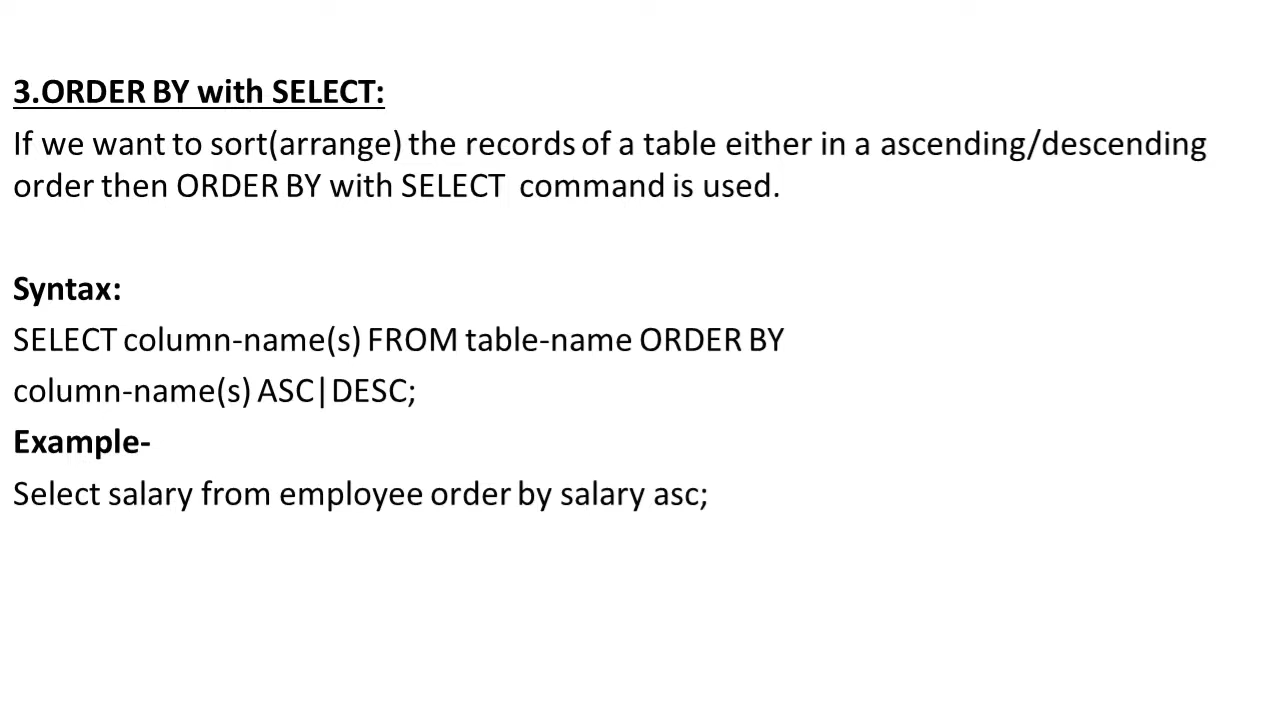 3.ORDER BY with SELECT:
If we want to sort(arrange) the records of a table either in a ascending/descending
order then ORDER BY with SELECT command is used.
Syntax:
SELECT column-name(s) FROM table-name ORDER BY
column-name(s) ASC|DESC;
Example-
Select salary from employee order by salary asc;